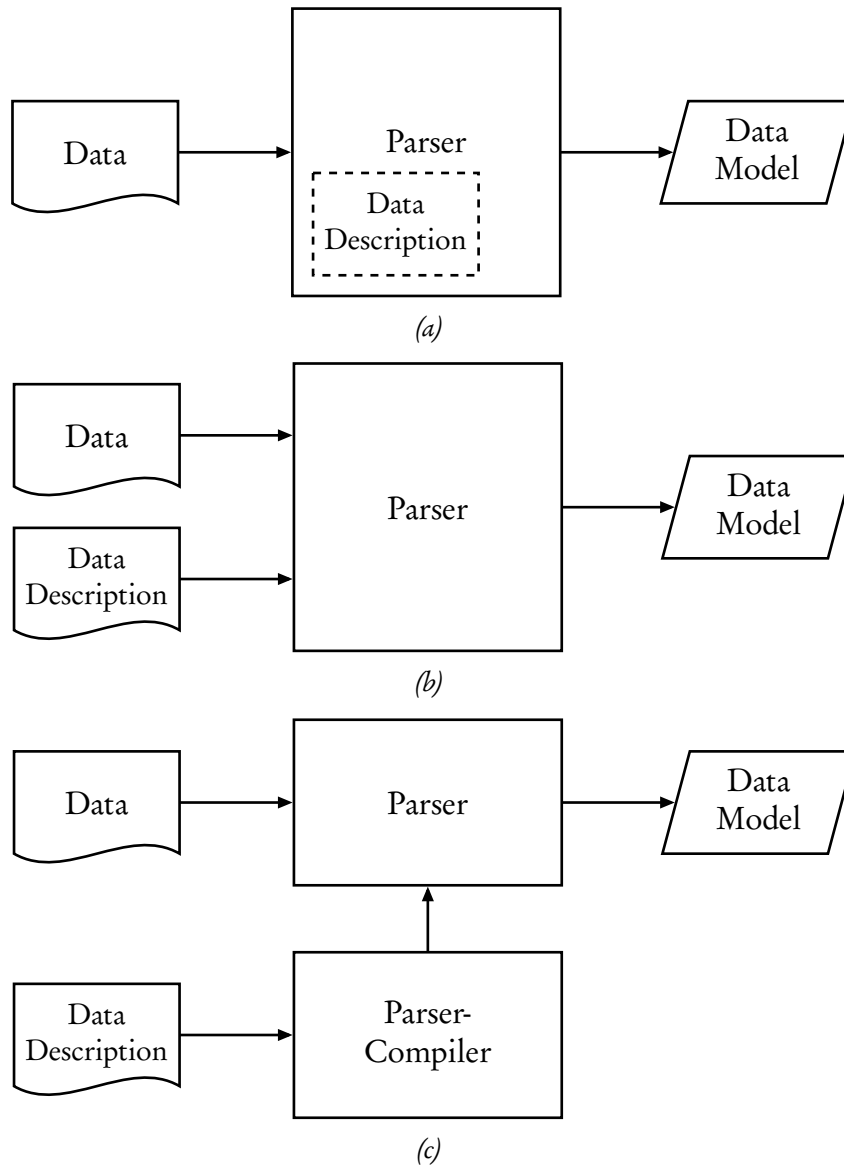 Data
Parser
Data
Description
Data
Model
(a)
Data
Data
Description
Parser
Data
Model
(b)
Data
Parser
Data
Model
Data
Description
Parser-
Compiler
(c)